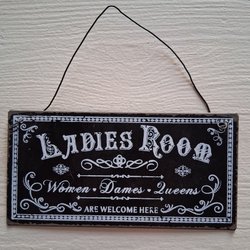 LADIES ROOM
Women • Dames • Queens
ARE WELCOME HERE